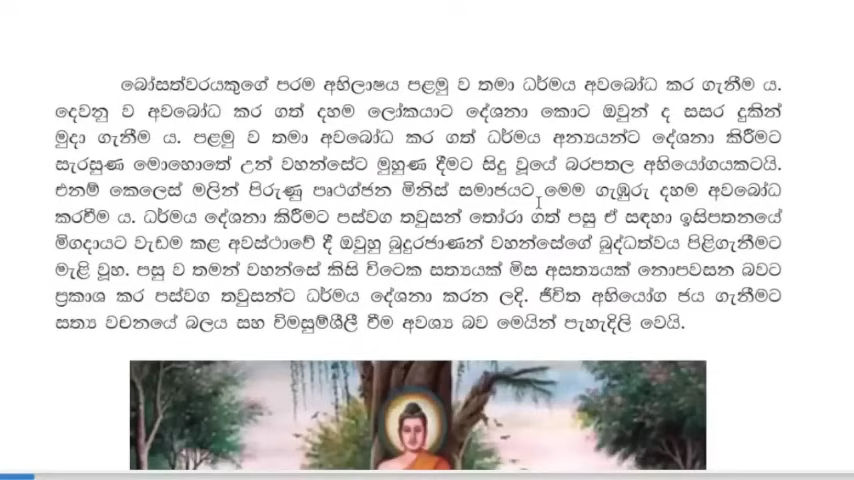 බෝසත්වරයකුගේ පරම අභිලාෂය පළමු ව තමා ධර්මය අවබෝධ කර ගැනීම ය.
දෙවනු ව අවබෝධ කර ගත් දහම ලෝකයාට දේශනා කොට ඔවුන් ද සසර දුකින්
මුදා ගැනීම ය. පළමු ව තමා අවබෝධ කර ගත් ධර්මය අන්‍යයන්ට දේශනා කිරීමට
සැරසුණ මොහොතේ උන් වහන්සේට මුහුණ දීමට සිදු වූයේ බරපතල අභියෝගයකටයි.
එනම් කෙලෙස් මලින් පිරුණු පෘථග්ජන මිනිස් සමාජයට මෙම ගැඹුරු දහම අවබෝධ
කරවීම ය. ධර්මය දේශනා කිරීමට පස්වග තවුසන් තෝරා ගත් පසු ඒ සඳහා ඉසිපතනයේ
මිගදායට වැඩම කළ අවස්ථාවේ දී ඔවුහු බුදුරජාණන් වහන්සේගේ බුද්ධත්වය පිළිගැනීමට
මැළි වූහ. පසු ව තමන් වහන්සේ කිසි විටෙක සත්‍යයක් මිස අසත්‍යයක් නොපවසන බවට
ප්‍රකාශ කර පස්වග තවුසන්ට ධර්මය දේශනා කරන ලදි. ජීවිත අභියෝග ජය ගැනීමට
සත්‍ය වචනයේ බලය සහ විමසුම්ශීලී වීම අවශ්‍ය බව මෙයින් පැහැදිලි වෙයි.